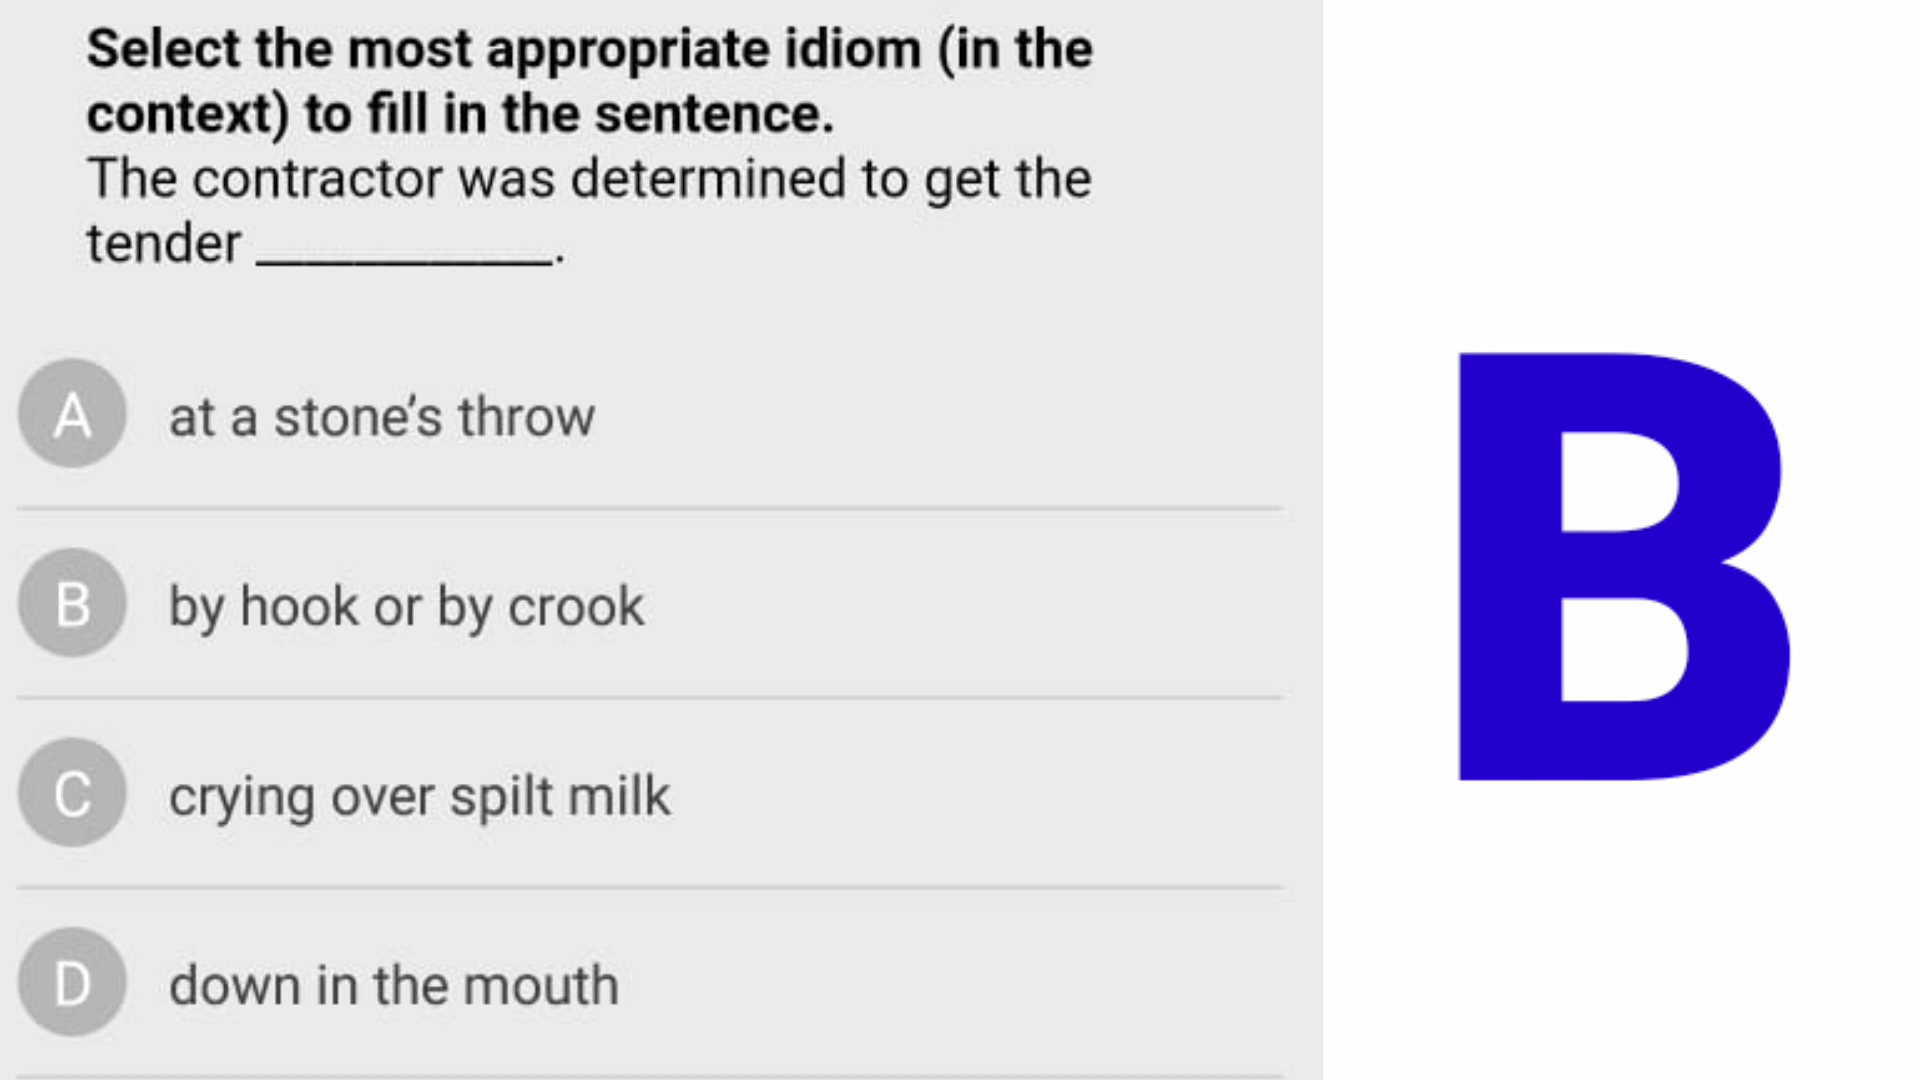 Select the most appropriate idiom (in the
context) to fill in the sentence.
The contractor was determined to get the
tender ___________.
A at a stone’s throw
B by hook or by crook
C crying over spilt milk
D down in the mouth
B